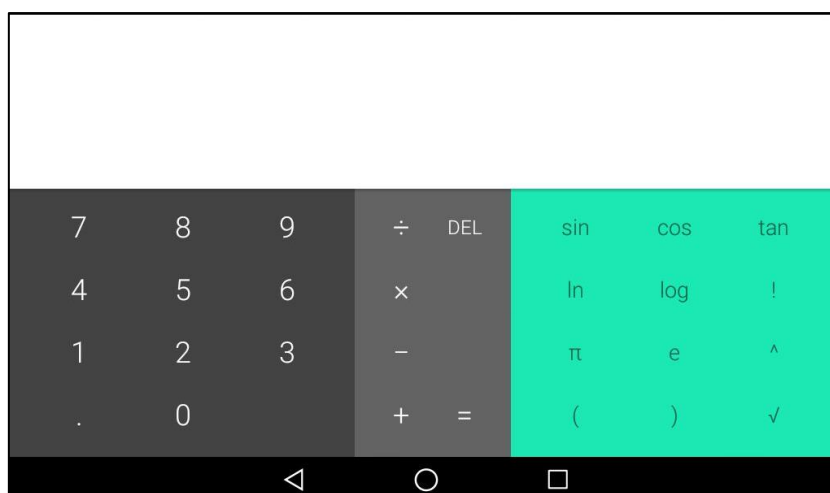 7 8 9 ÷ DEL sin cos tan
4 5 6 × ln log !
1 2 3 − π e ^
. 0 + = ( ) √